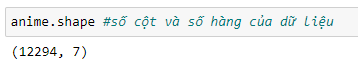 anime.shape #số cột và số hàng của dữ liệu
(12294, 7)